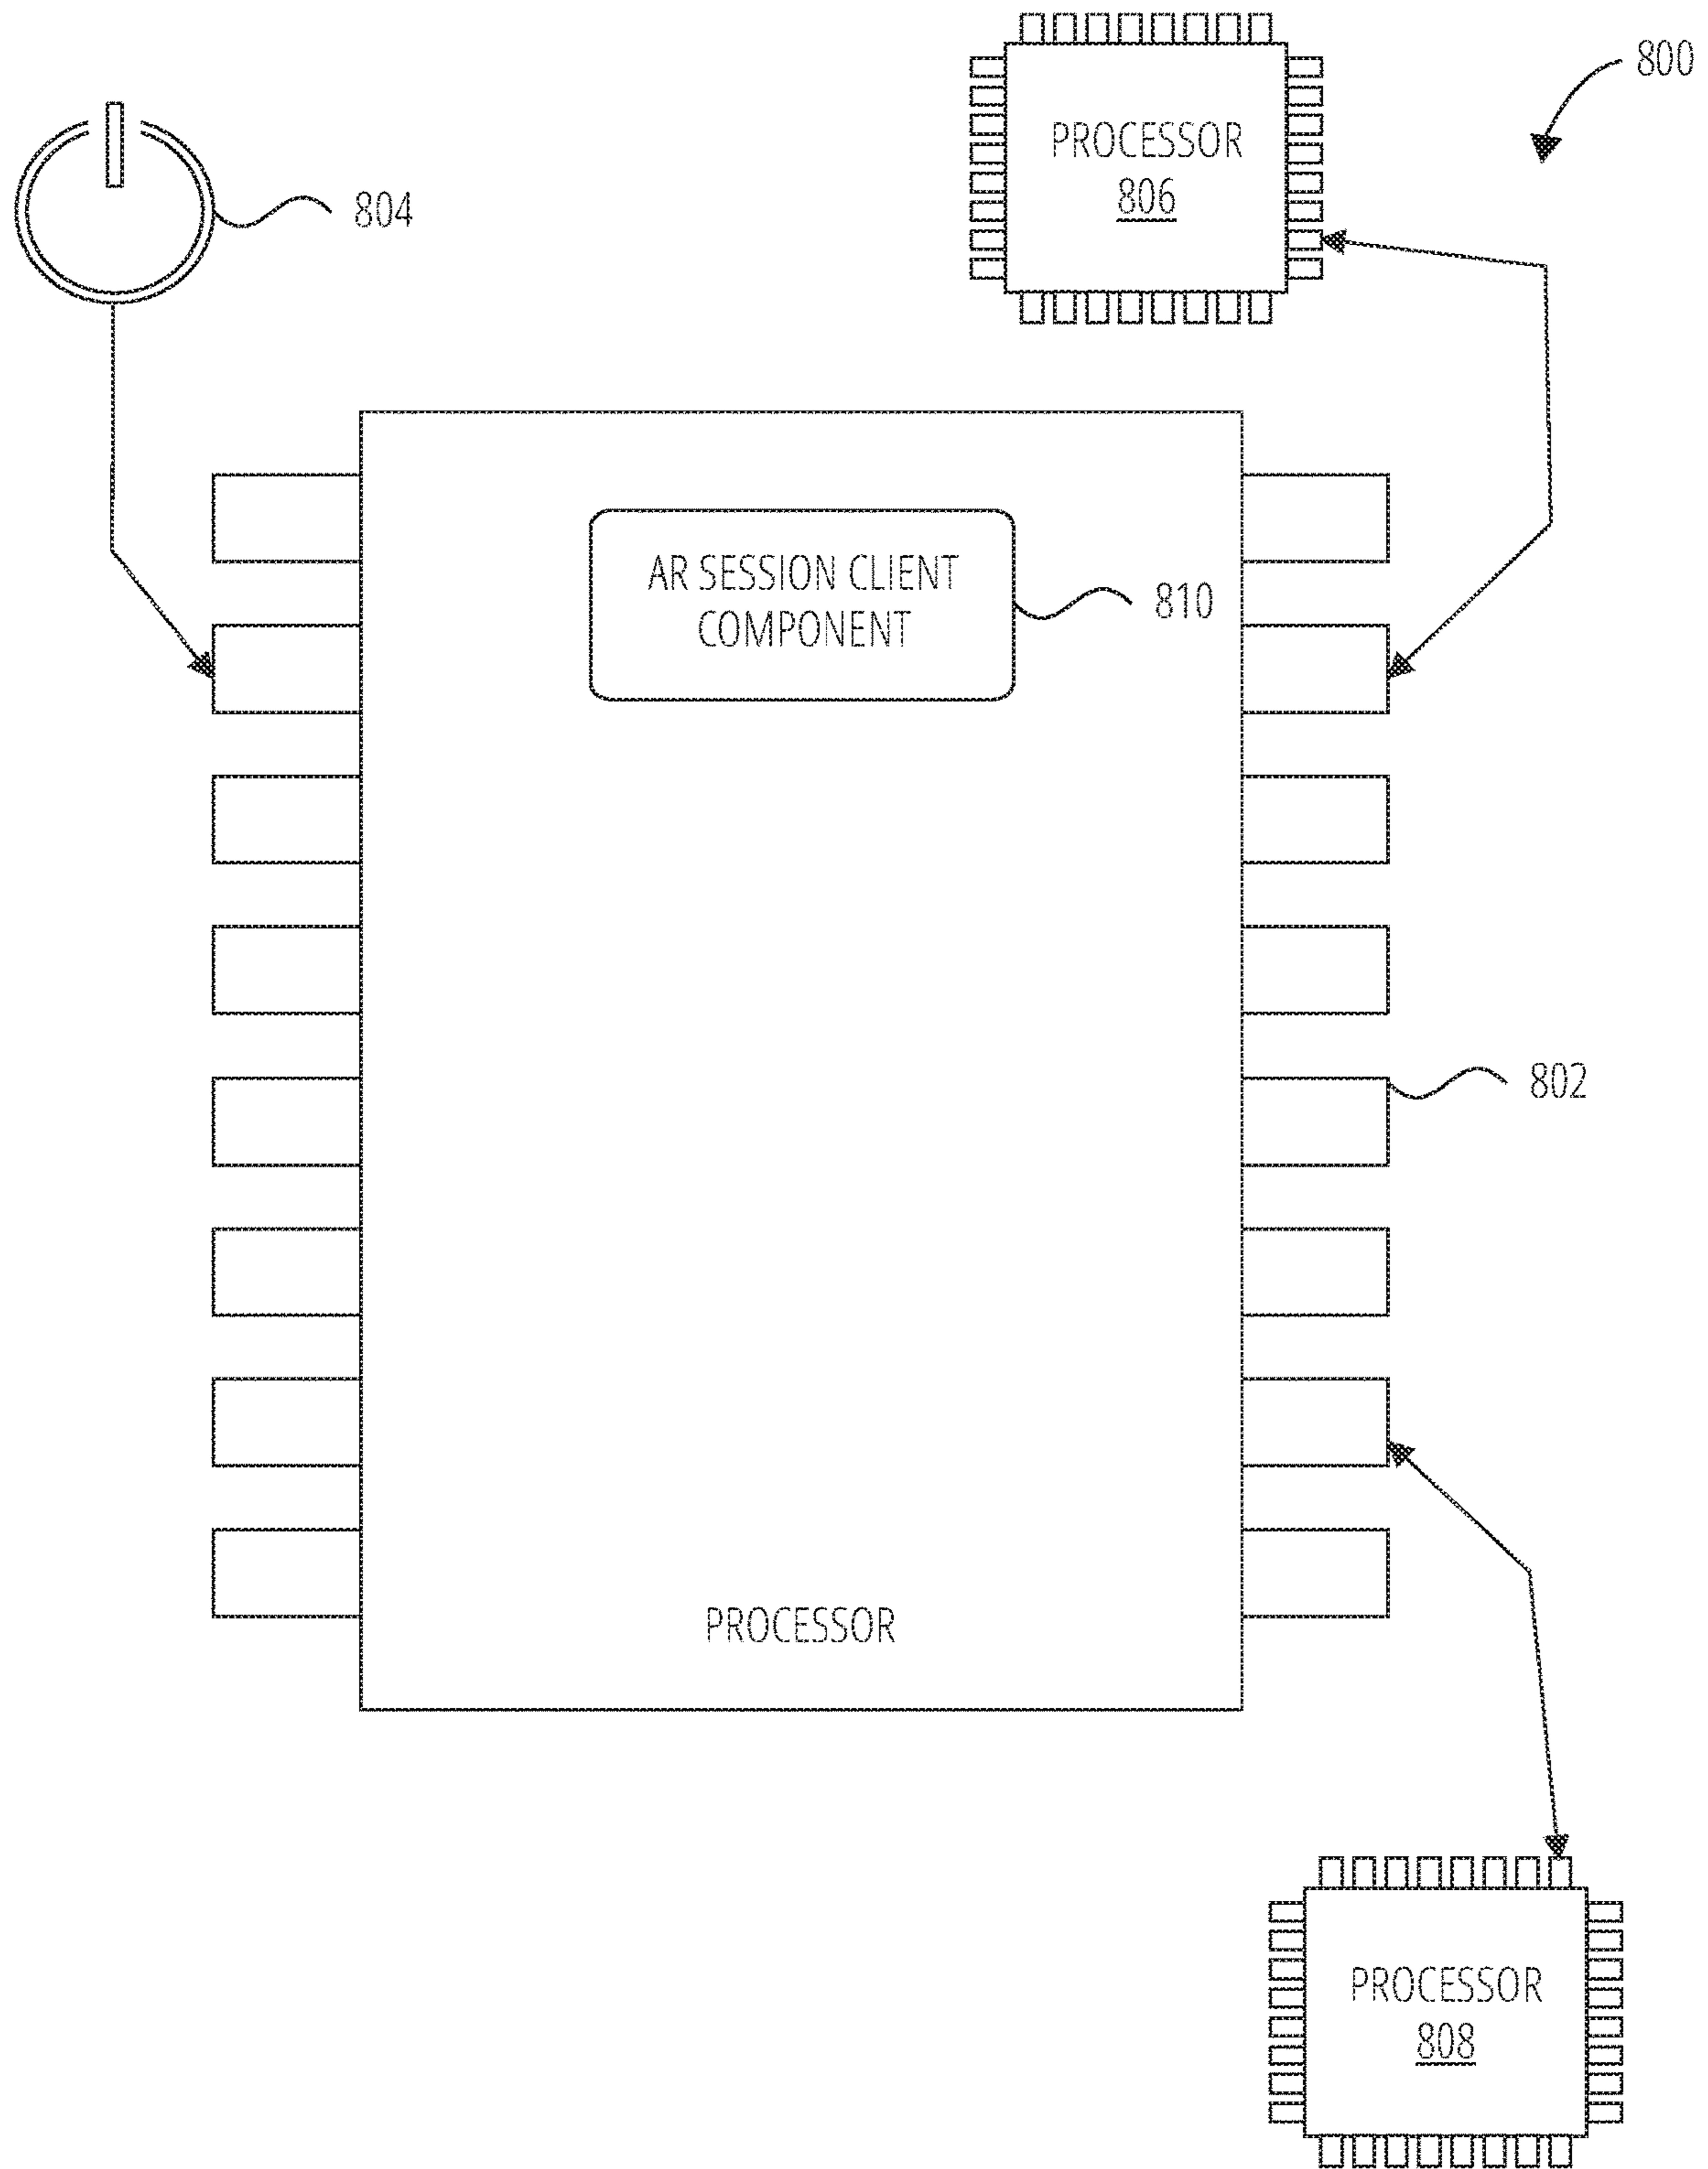 800
PROCESSOR
806
804
AR SESSION CLIENT
COMPONENT
810
802
PROCESSOR
PROCESSOR
808